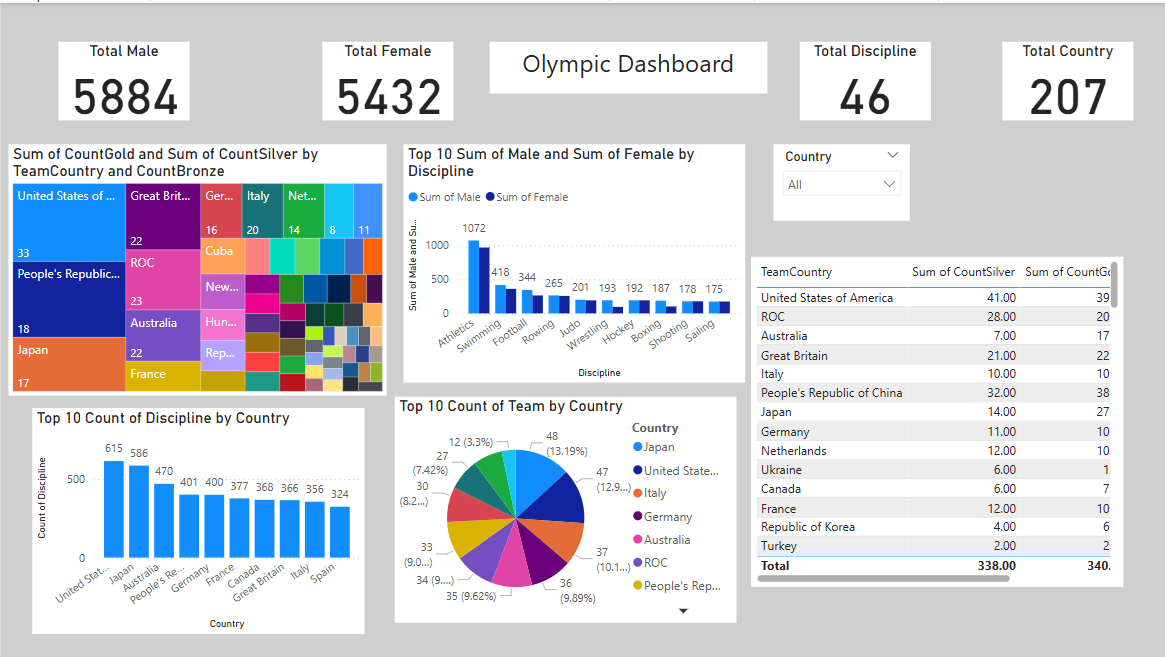 Total Male
5884
Total Female
5432
Olympic Dashboard
Total Discipline
46
Total Country
207
Sum of CountGold and Sum of CountSilver by
TeamCountry and CountBronze
United States of ...
33
People's Republic...
18
Japan
17
Great Brit...
22
ROC
23
Australia
22
France
Ger...
16
Italy
20
Net...
14
8
11
Cuba
New...
Hun...
Rep...
Top 10 Sum of Male and Sum of Female by
Discipline
Sum of Male Sum of Female
Sum of Male and Su...
1000
500
0
1072
418
344
265
201
193
192
187
178
175
Athletics
Swimming
Football
Rowing
Judo
Wrestling
Hockey
Boxing
Shooting
Sailing
Discipline
Country
All
TeamCountry Sum of CountSilver Sum of CountGo
United States of America 41.00 39
ROC 28.00 20
Australia 7.00 17
Great Britain 21.00 22
Italy 10.00 10
People's Republic of China 32.00 38
Japan 14.00 27
Germany 11.00 10
Netherlands 12.00 10
Ukraine 6.00 1
Canada 6.00 7
France 12.00 10
Republic of Korea 4.00 6
Turkey 2.00 2
Total 338.00 340.
Top 10 Count of Discipline by Country
Count of Discipline
500
0
615
586
470
401
400
377
368
366
356
324
United Stat...
Japan
Australia
People's Re...
Germany
France
Canada
Great Britain
Italy
Spain
Country
Top 10 Count of Team by Country
48
(13.19%)
47
(12.9...)
37
(10.1...)
36
(9.89%)
35 (9.62%)
34 (9....)
33
(9.0...)
30
(8.2...)
27
(7.42%)
12 (3.3%)
Country
Japan
United State...
Italy
Germany
Australia
ROC
People's Rep...